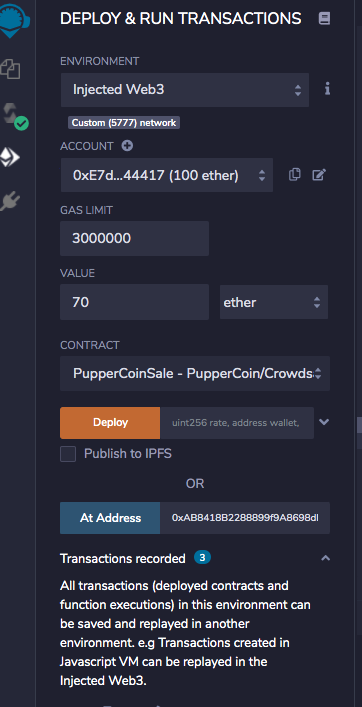 DEPLOY & RUN TRANSACTIONS
ENVIRONMENT
Injected Web3
Custom (5777) network
ACCOUNT
0xE7d...44417 (100 ether)
GAS LIMIT
3000000
VALUE
70 ether
CONTRACT
PupperCoinSale - PupperCoin/Crowds
Deploy uint256 rate, address wallet,
Publish to IPFS
OR
At Address 0xAB8418B2288899f9A8698dl
Transactions recorded 3
All transactions (deployed contracts and
function executions) in this environment can
be saved and replayed in another
environment. e.g Transactions created in
Javascript VM can be replayed in the
Injected Web3.